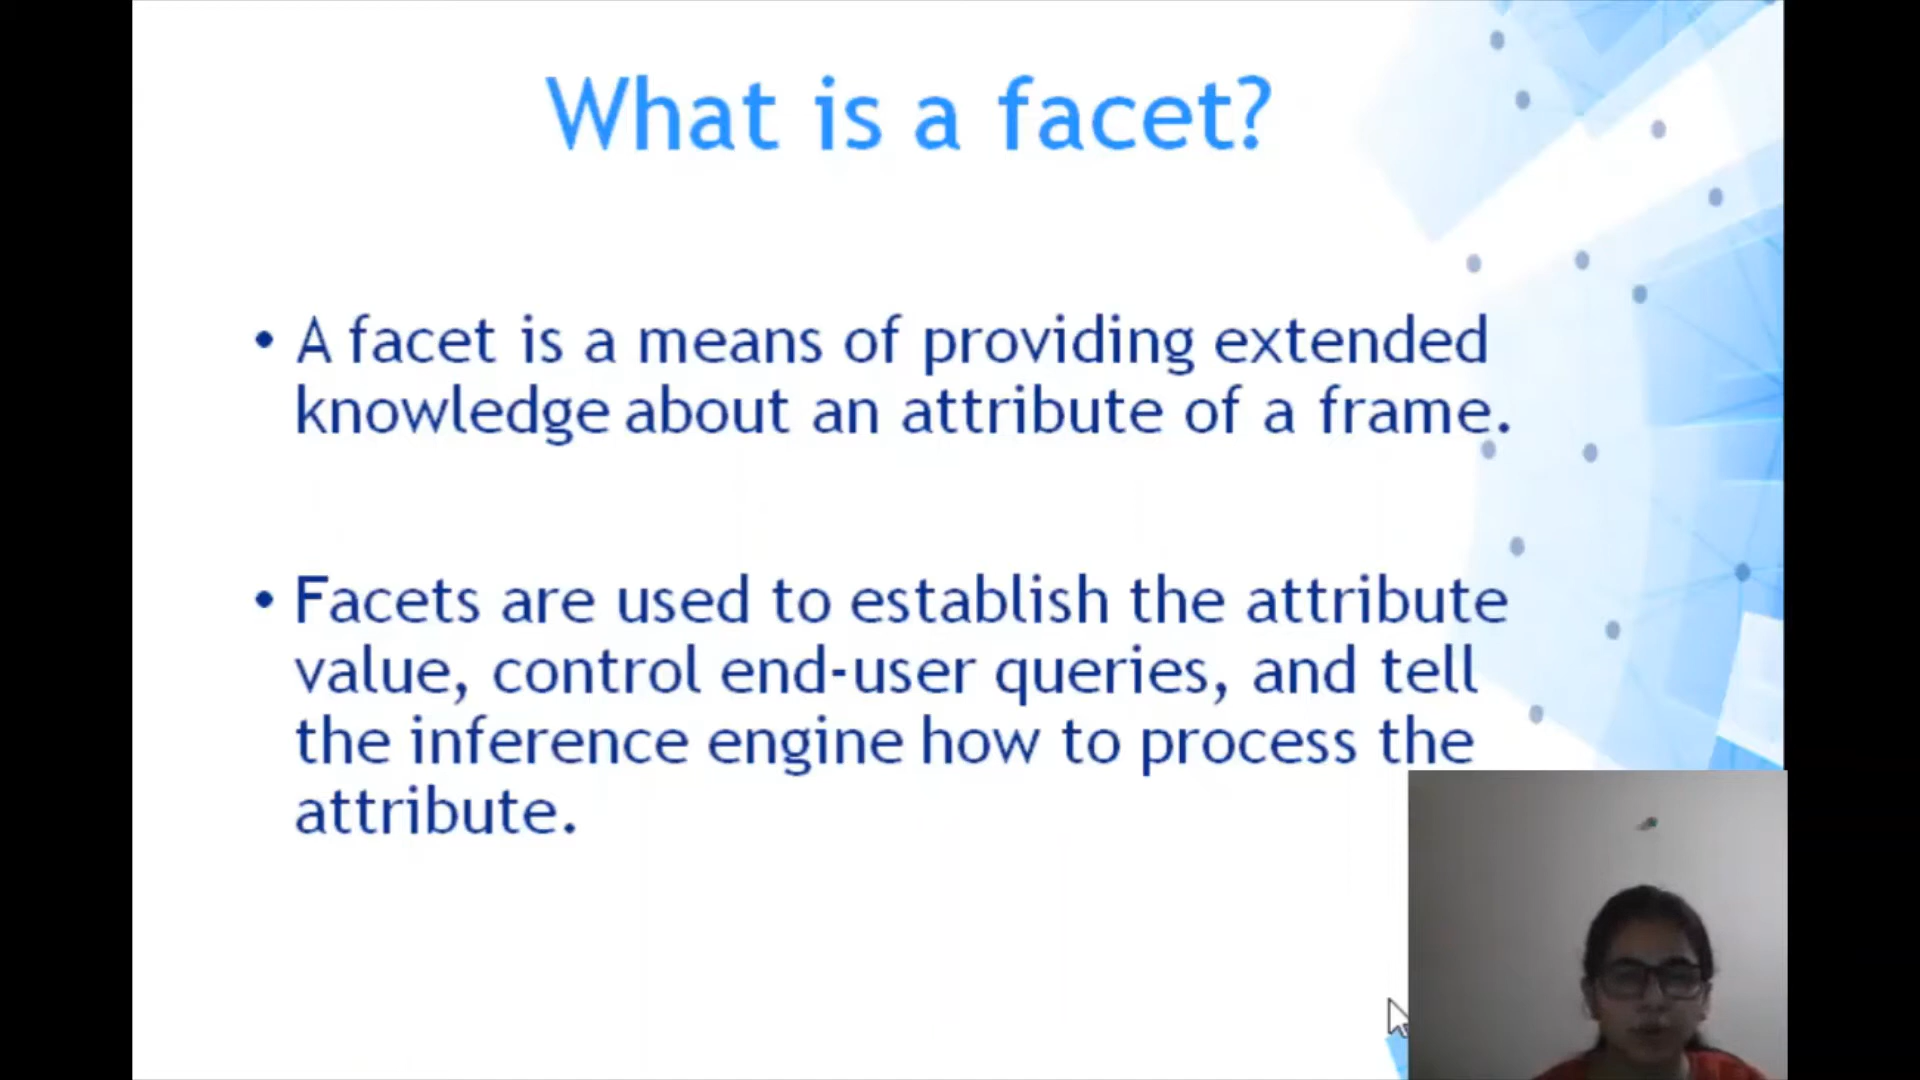 What is a facet?
• A facet is a means of providing extended
knowledge about an attribute of a frame.
• Facets are used to establish the attribute
value, control end-user queries, and tell
the inference engine how to process the
attribute.